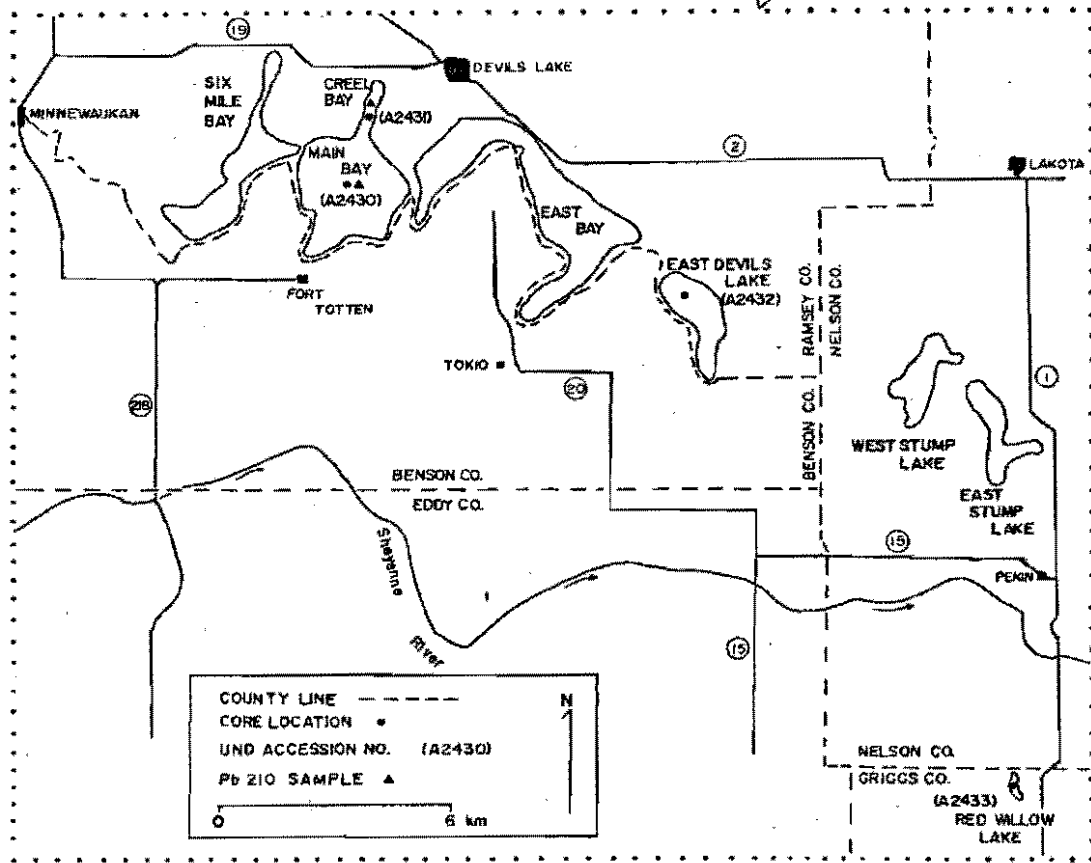 19
DEVILS LAKE
SIX
MILE
BAY
CREEL
BAY
(A2431)
MINNEWAUKAN
MAIN
BAY
(A2430)
2
LAKOTA
EAST
BAY
EAST DEVILS
LAKE
(A2432)
RAMSEY CO.
NELSON CO.
FORT
TOTTEN
TOKIO
20
1
BENSON CO.
WEST STUMP
LAKE
BENSON CO.
EDDY CO.
EAST
STUMP
LAKE
Sheyenne
River
15
PEKIN
15
COUNTY LINE
CORE LOCATION
UND ACCESSION NO. (A2430)
Pb 210 SAMPLE
0 6 km
N
NELSON CO.
GRIGGS CO.
(A2433)
RED WILLOW
LAKE